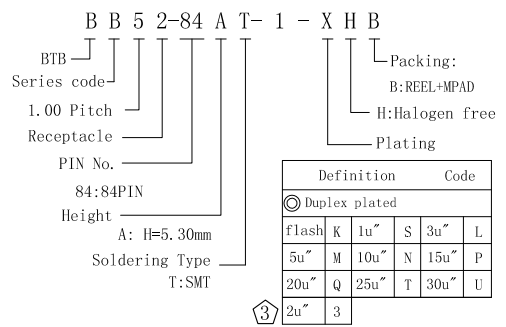 B B 5 2-84 A T- 1 - X H B
BTB
Packing:
Series code
B:REEL+MPAD
1.00 Pitch
H:Halogen free
Receptacle
Plating
PIN No.
84:84PIN
Height
A: H=5.30mm
Soldering Type
T:SMT
Definition Code
Duplex plated
flash K 1u" S 3u" L
5u" M 10u" N 15u" P
20u" Q 25u" T 30u" U
3 2u" 3